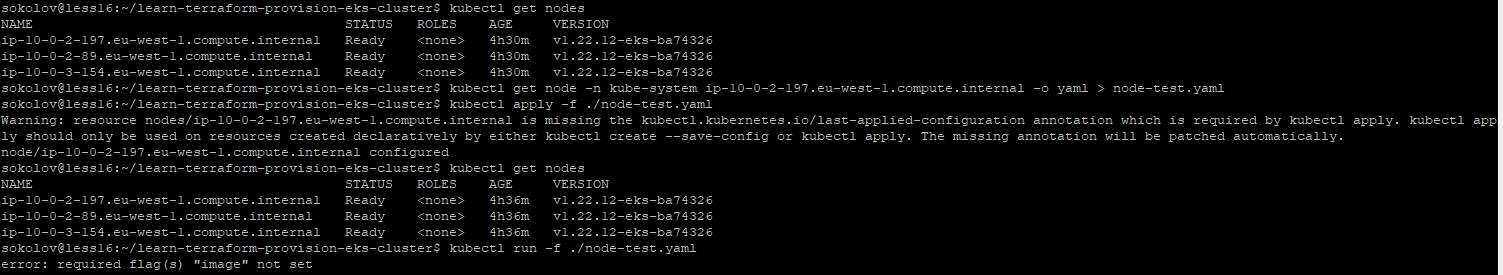 sokolov@less16:~/learn-terraform-provision-eks-cluster$ kubectl get nodes
NAME STATUS ROLES AGE VERSION
ip-10-0-2-197.eu-west-1.compute.internal Ready <none> 4h30m v1.22.12-eks-ba74326
ip-10-0-2-89.eu-west-1.compute.internal Ready <none> 4h30m v1.22.12-eks-ba74326
ip-10-0-3-154.eu-west-1.compute.internal Ready <none> 4h30m v1.22.12-eks-ba74326
sokolov@less16:~/learn-terraform-provision-eks-cluster$ kubectl get node -n kube-system ip-10-0-2-197.eu-west-1.compute.internal -o yaml > node-test.yaml
sokolov@less16:~/learn-terraform-provision-eks-cluster$ kubectl apply -f ./node-test.yaml
Warning: resource nodes/ip-10-0-2-197.eu-west-1.compute.internal is missing the kubectl.kubernetes.io/last-applied-configuration annotation which is required by kubectl apply. kubectl app
ly should only be used on resources created declaratively by either kubectl create --save-config or kubectl apply. The missing annotation will be patched automatically.
node/ip-10-0-2-197.eu-west-1.compute.internal configured
sokolov@less16:~/learn-terraform-provision-eks-cluster$ kubectl get nodes
NAME STATUS ROLES AGE VERSION
ip-10-0-2-197.eu-west-1.compute.internal Ready <none> 4h36m v1.22.12-eks-ba74326
ip-10-0-2-89.eu-west-1.compute.internal Ready <none> 4h36m v1.22.12-eks-ba74326
ip-10-0-3-154.eu-west-1.compute.internal Ready <none> 4h36m v1.22.12-eks-ba74326
sokolov@less16:~/learn-terraform-provision-eks-cluster$ kubectl run -f ./node-test.yaml
error: required flag(s) "image" not set